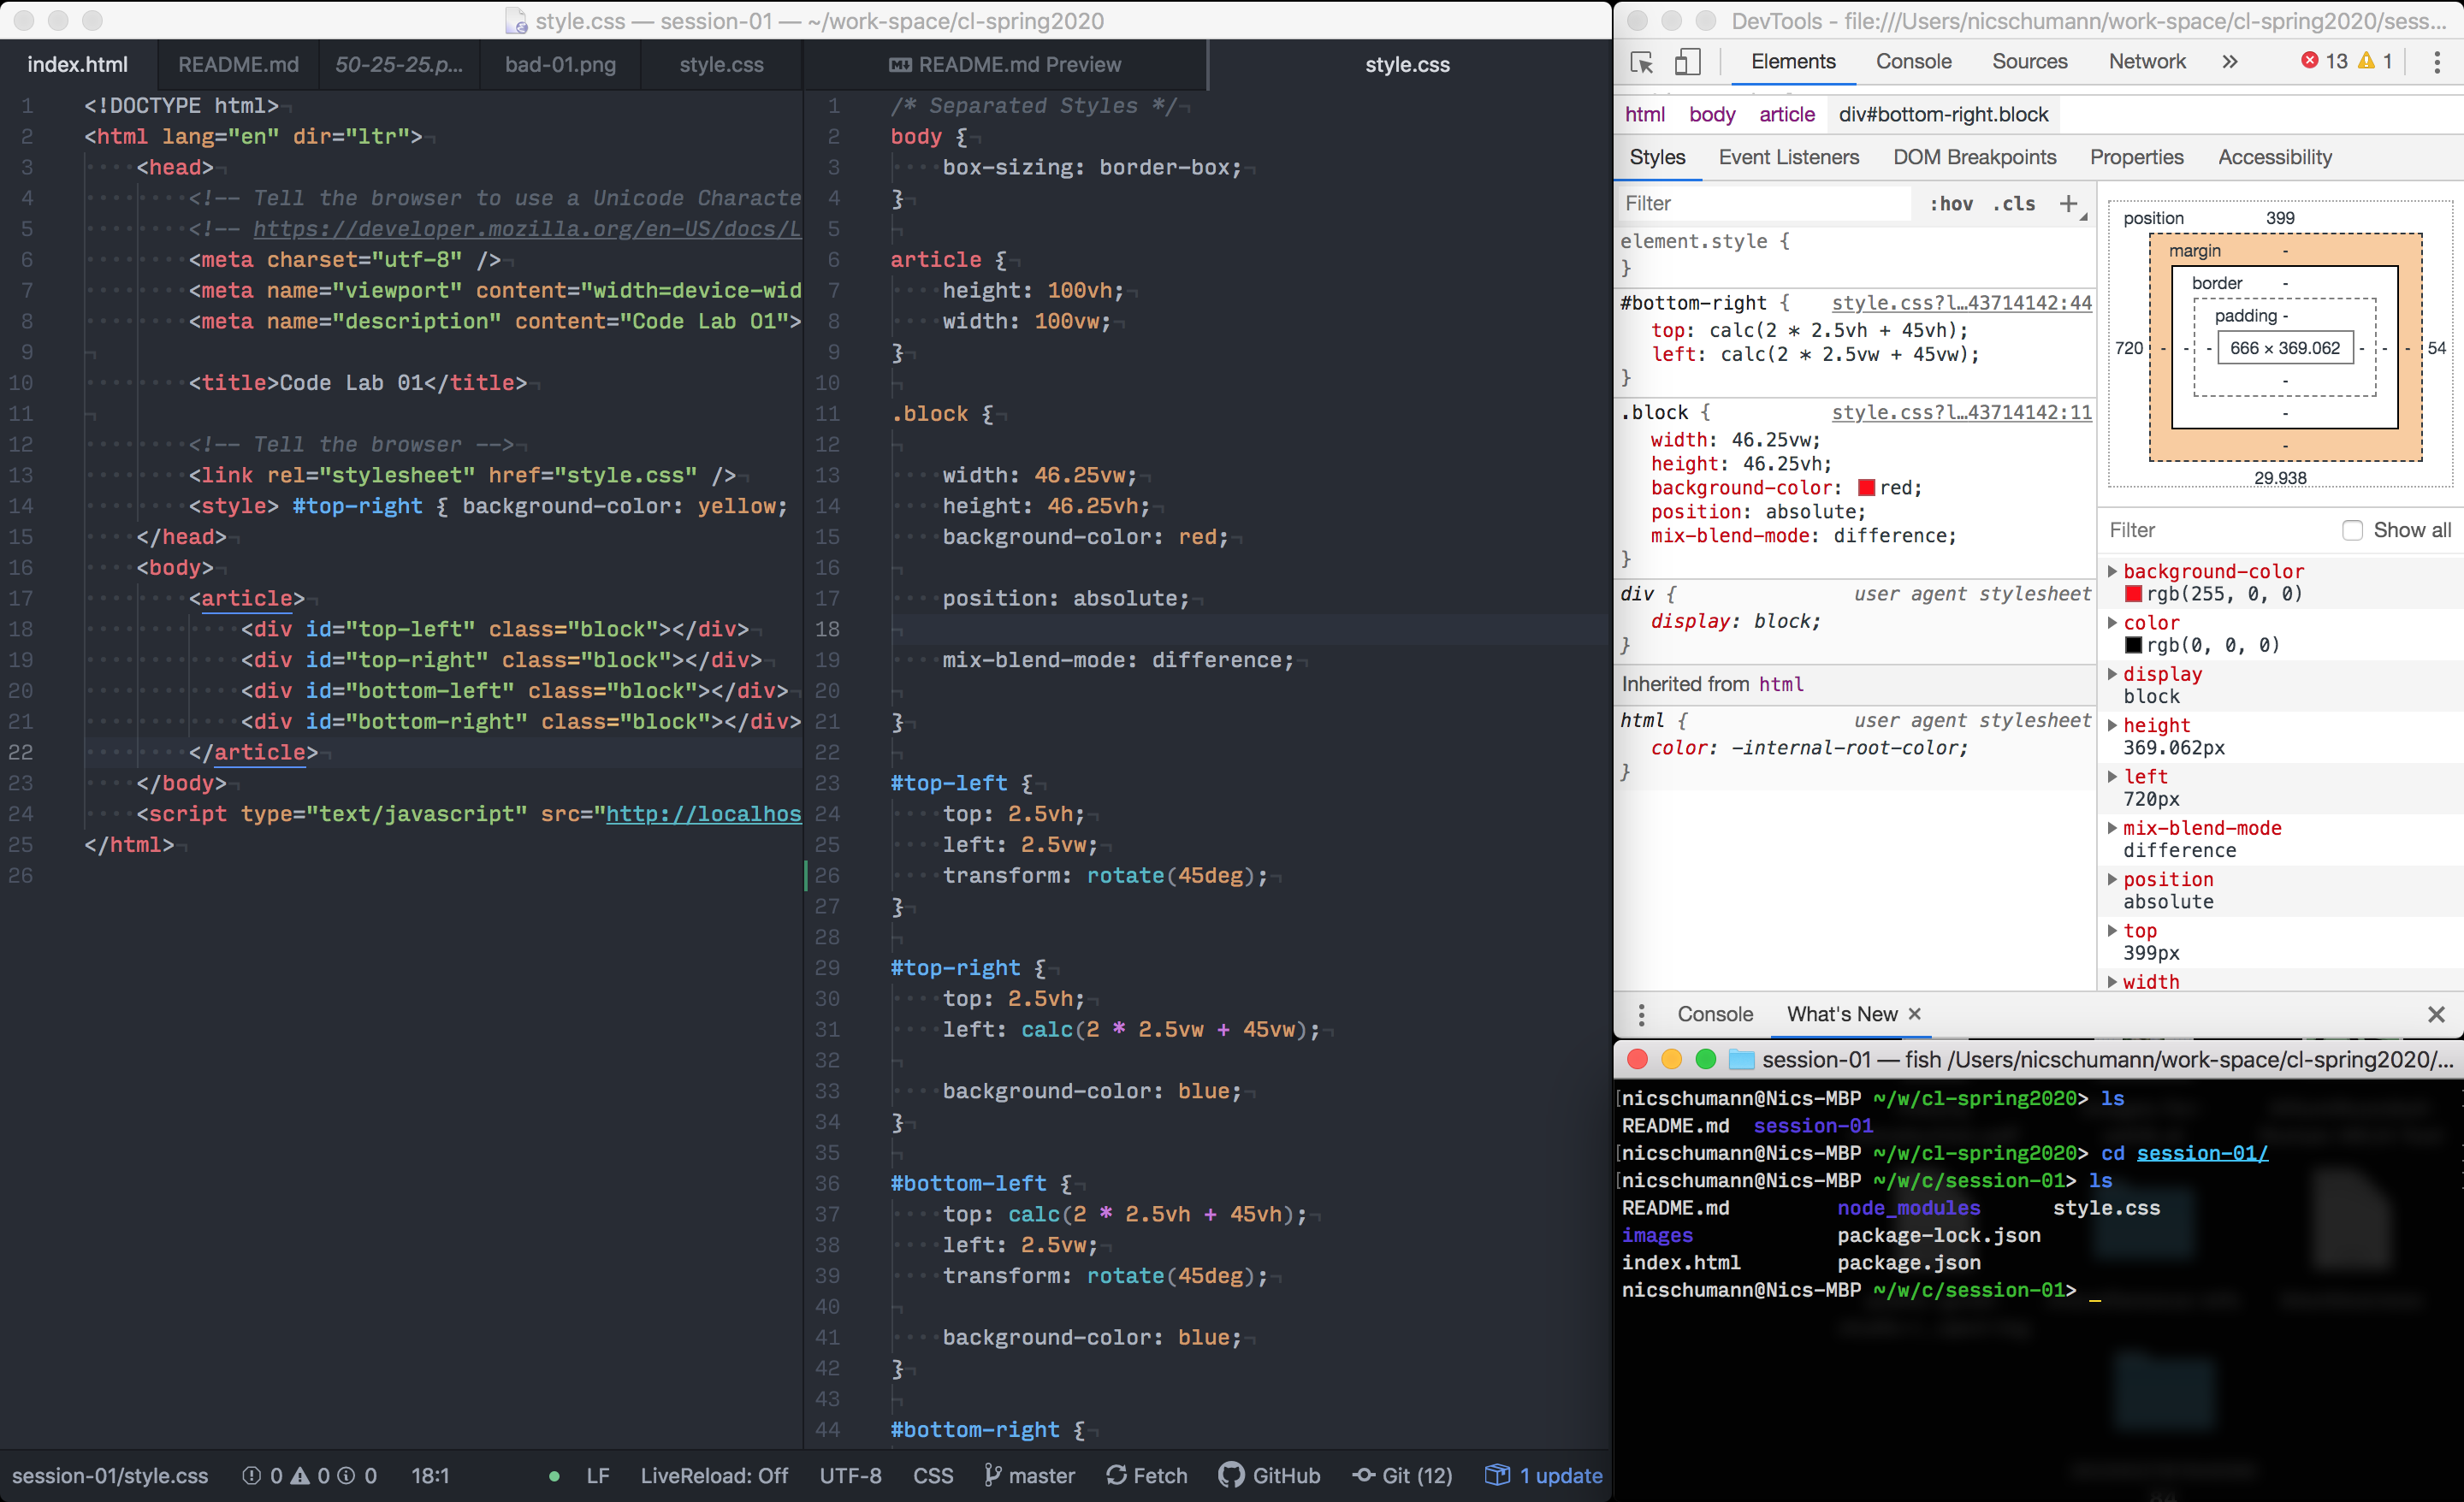 style.css — session-01 — ~/work-space/cl-spring2020
index.html
README.md
50-25-25.p...
bad-01.png
style.css
README.md Preview
style.css
1 <!DOCTYPE html>
2 <html lang="en" dir="ltr">
3 <head>
4 <!-- Tell the browser to use a Unicode Characte
5 <!-- https://developer.mozilla.org/en-US/docs/L
6 <meta charset="utf-8" />
7 <meta name="viewport" content="width=device-wid
8 <meta name="description" content="Code Lab 01">
9
10 <title>Code Lab 01</title>
11
12 <!-- Tell the browser -->
13 <link rel="stylesheet" href="style.css" />
14 <style> #top-right { background-color: yellow;
15 </head>
16 <body>
17 <article>
18 <div id="top-left" class="block"></div>
19 <div id="top-right" class="block"></div>
20 <div id="bottom-left" class="block"></div>
21 <div id="bottom-right" class="block"></div>
22 </article>
23 </body>
24 <script type="text/javascript" src="http://localhos
25 </html>
26
1 /* Separated Styles */
2 body {
3 box-sizing: border-box;
4 }
5
6 article {
7 height: 100vh;
8 width: 100vw;
9 }
10
11 .block {
12
13 width: 46.25vw;
14 height: 46.25vh;
15 background-color: red;
16
17 position: absolute;
18
19 mix-blend-mode: difference;
20
21 }
22
23 #top-left {
24 top: 2.5vh;
25 left: 2.5vw;
26 transform: rotate(45deg);
27 }
28
29 #top-right {
30 top: 2.5vh;
31 left: calc(2 * 2.5vw + 45vw);
32
33 background-color: blue;
34 }
35
36 #bottom-left {
37 top: calc(2 * 2.5vh + 45vh);
38 left: 2.5vw;
39 transform: rotate(45deg);
40
41 background-color: blue;
42 }
43
44 #bottom-right {
session-01/style.css 0 0 0 18:1 LF LiveReload: Off UTF-8 CSS master Fetch GitHub Git (12) 1 update
DevTools - file:///Users/nicschumann/work-space/cl-spring2020/sess...
Elements Console Sources Network » 13 1
html body article div#bottom-right.block
Styles Event Listeners DOM Breakpoints Properties Accessibility
Filter :hov .cls +
element.style {
}
#bottom-right { style.css?l…43714142:44
top: calc(2 * 2.5vh + 45vh);
left: calc(2 * 2.5vw + 45vw);
}
.block { style.css?l…43714142:11
width: 46.25vw;
height: 46.25vh;
background-color: red;
position: absolute;
mix-blend-mode: difference;
}
div { user agent stylesheet
display: block;
}
Inherited from html
html { user agent stylesheet
color: -internal-root-color;
}
position 399
margin -
border -
padding -
720 - - - 666 × 369.062 - - - 54
-
-
-
29.938
Filter Show all
background-color
rgb(255, 0, 0)
color
rgb(0, 0, 0)
display
block
height
369.062px
left
720px
mix-blend-mode
difference
position
absolute
top
399px
width
Console What's New ×
session-01 — fish /Users/nicschumann/work-space/cl-spring2020/...
[nicschumann@Nics-MBP ~/w/cl-spring2020> ls
README.md session-01
[nicschumann@Nics-MBP ~/w/cl-spring2020> cd session-01/
[nicschumann@Nics-MBP ~/w/c/session-01> ls
README.md node_modules style.css
images package-lock.json
index.html package.json
nicschumann@Nics-MBP ~/w/c/session-01> _